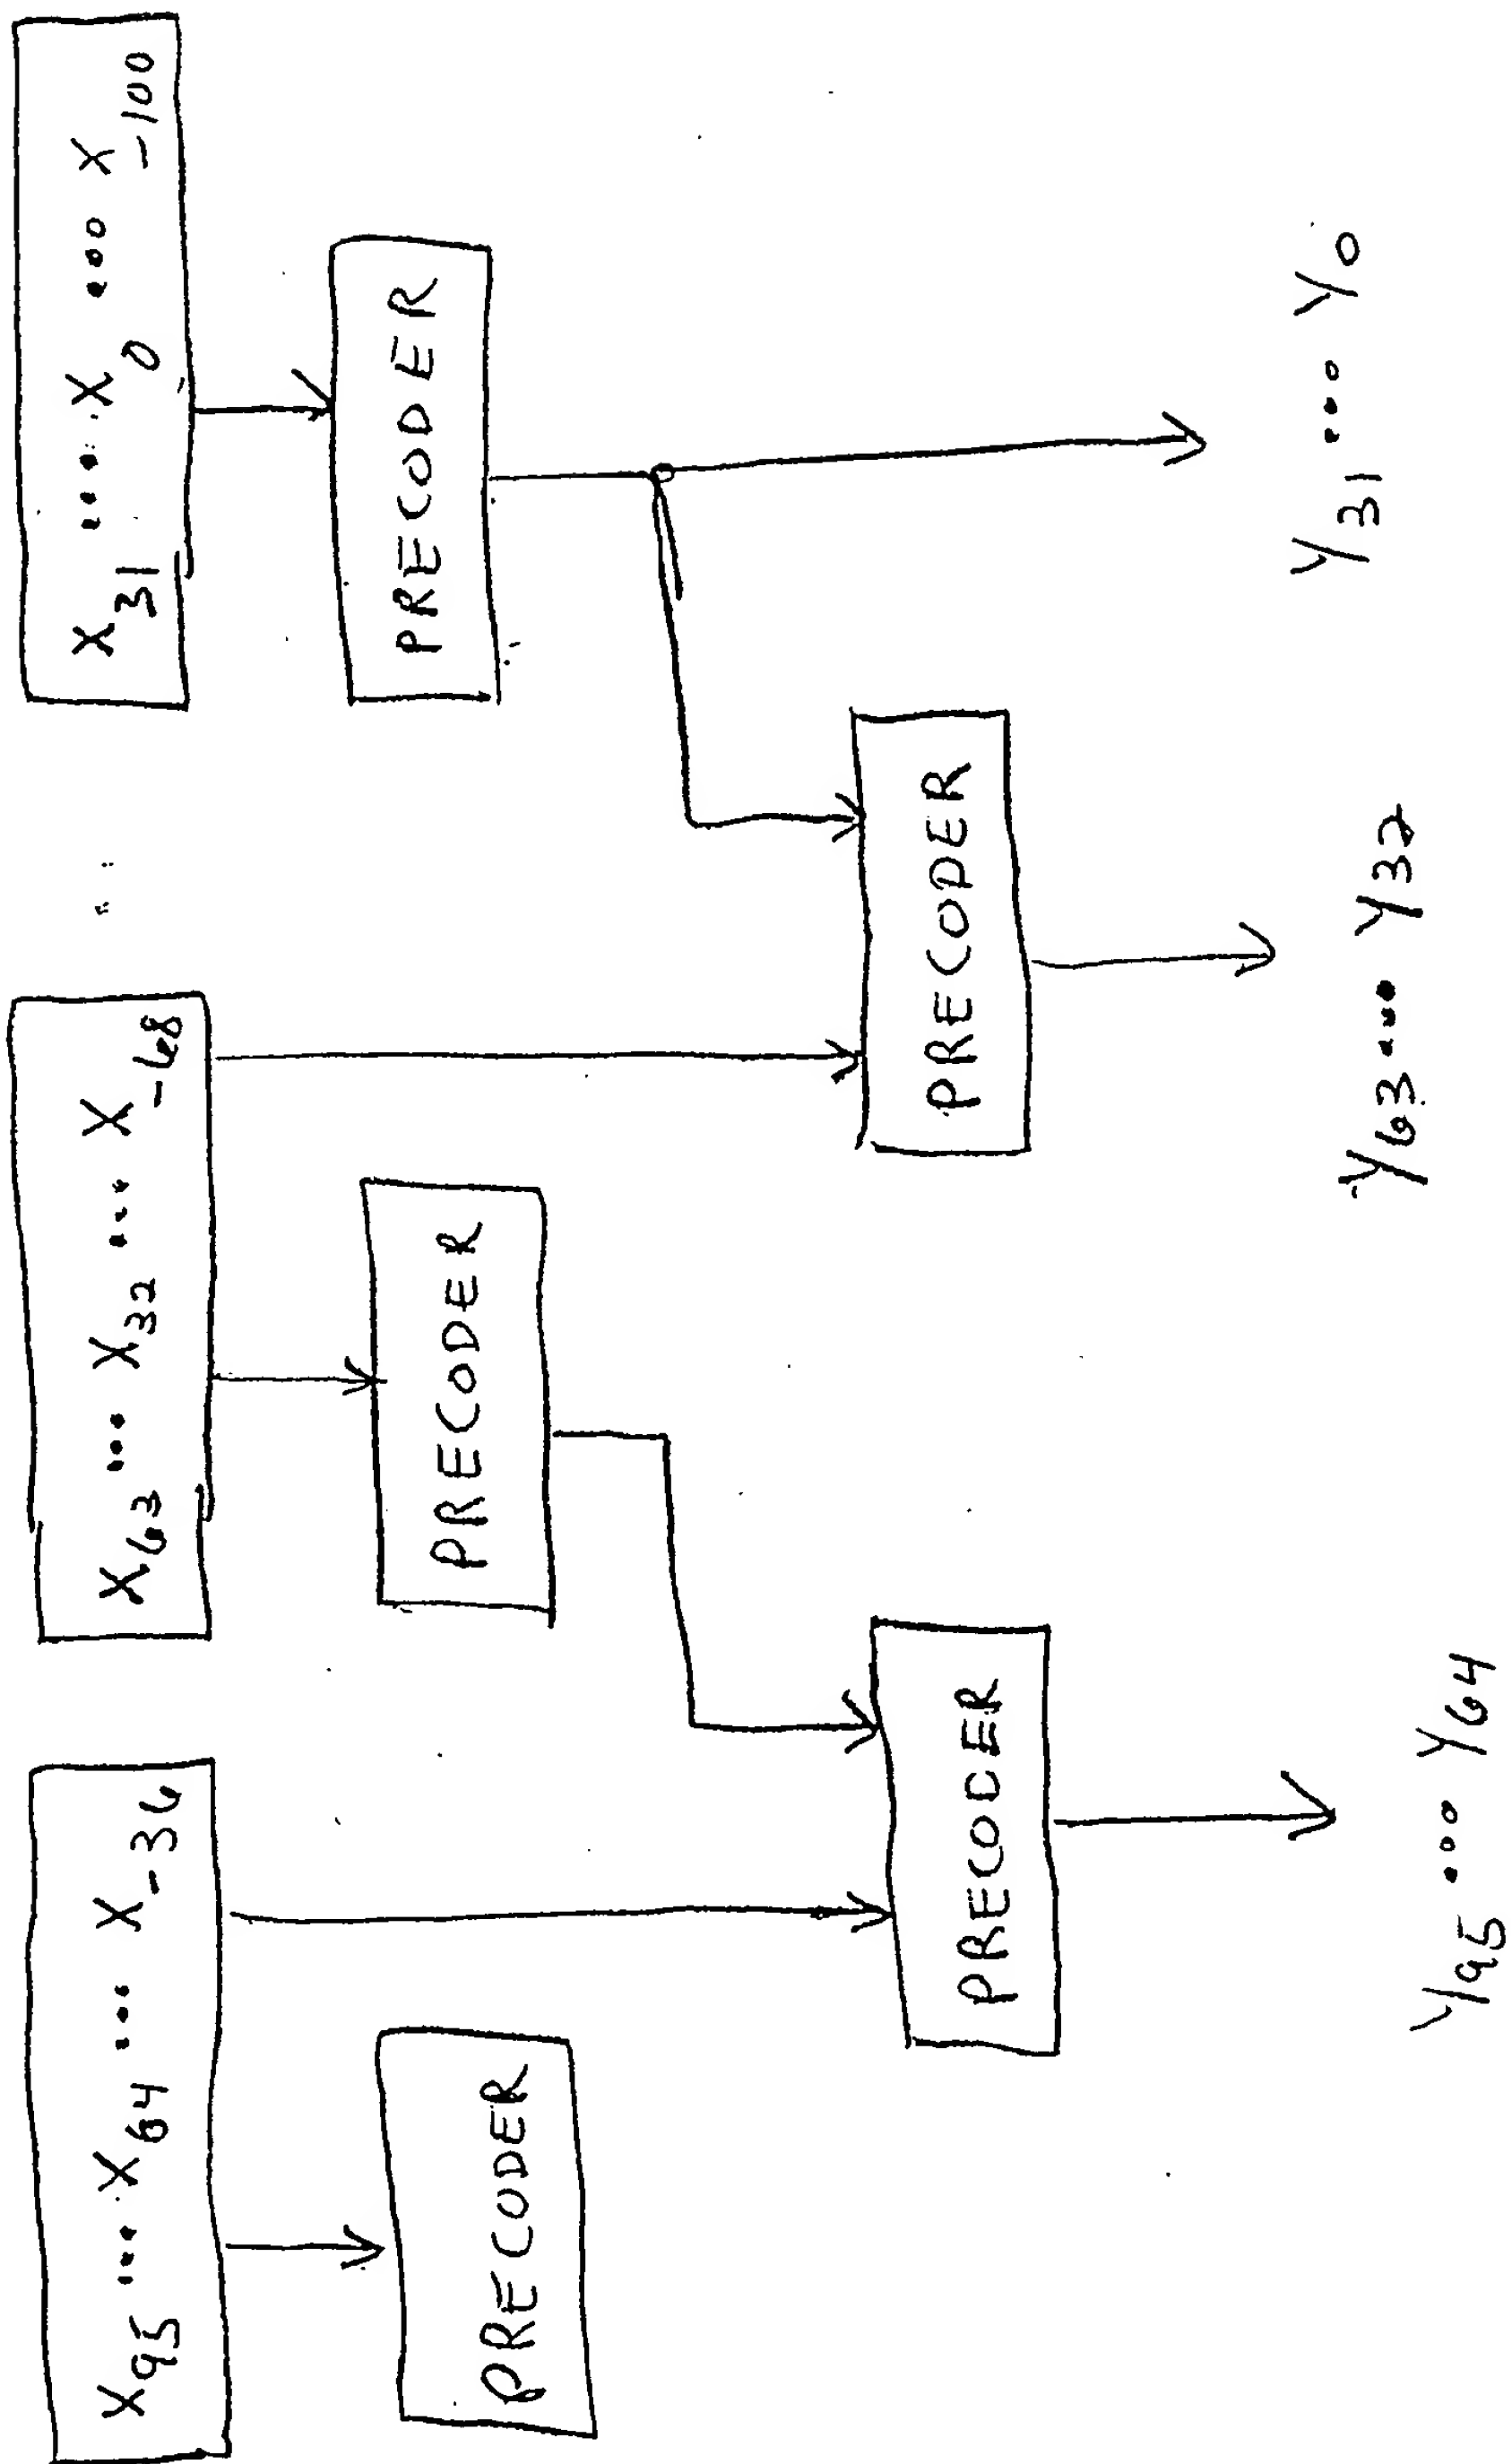 X95 ... X64 ... X-36
X63 ... X32 ... X-68
X31 ... X0 ... X-100
PRECODER
PRECODER
PRECODER
PRECODER
PRECODER
Y95 ... Y64
Y63 ... Y32
Y31 ... Y0